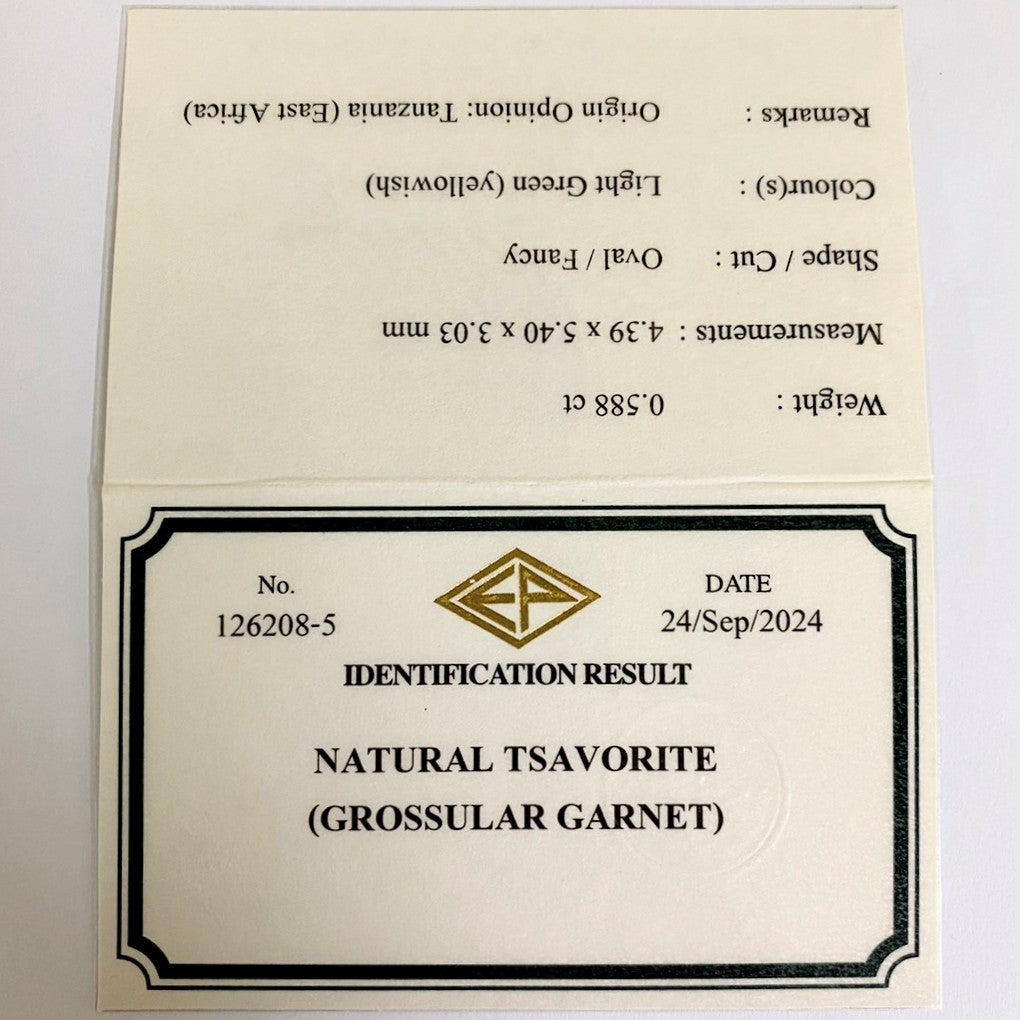 No.
126208-5
EP
DATE
24/Sep/2024
IDENTIFICATION RESULT
NATURAL TSAVORITE
(GROSSULAR GARNET)
Weight : 0.588 ct
Measurements : 4.39 x 5.40 x 3.03 mm
Shape / Cut : Oval / Fancy
Colour(s) : Light Green (yellowish)
Remarks : Origin Opinion: Tanzania (East Africa)